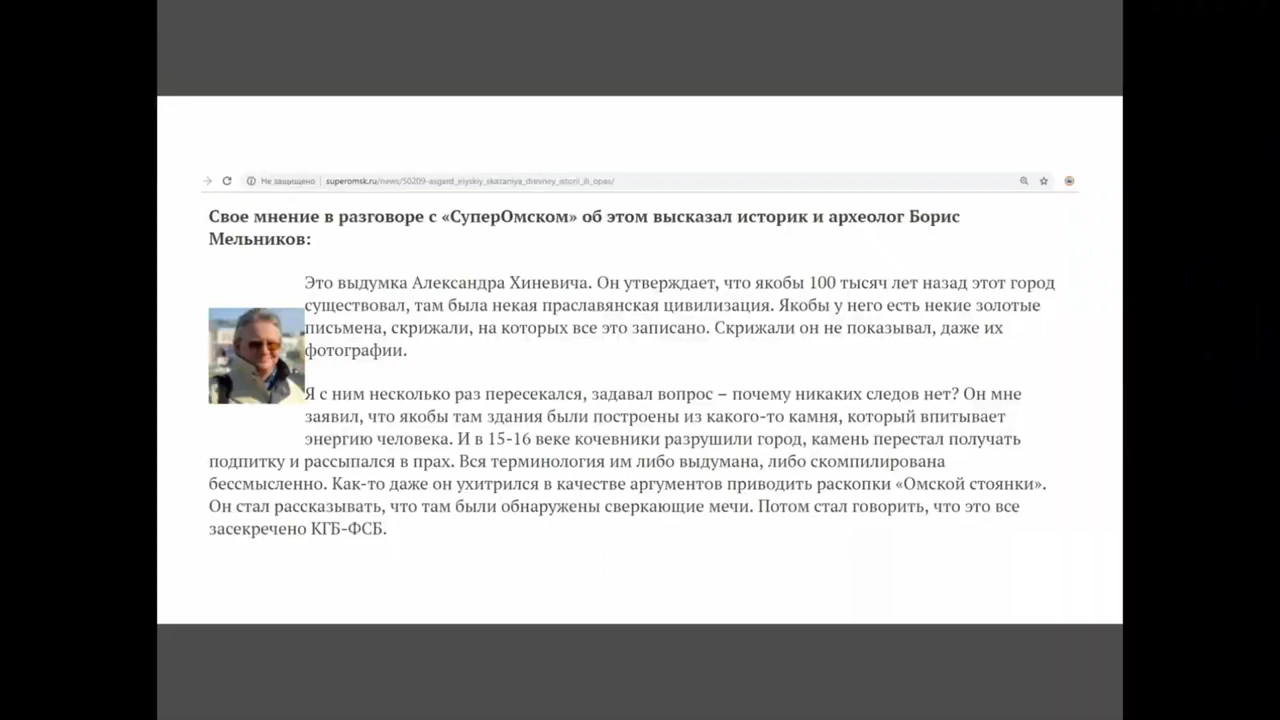 Не защищено superomsk.ru/news/50209-asgard_iriyskiy_skazaniya_drevney_istorii_ili_opas/
Свое мнение в разговоре с «СуперОмском» об этом высказал историк и археолог Борис
Мельников:
Это выдумка Александра Хиневича. Он утверждает, что якобы 100 тысяч лет назад этот город
существовал, там была некая праславянская цивилизация. Якобы у него есть некие золотые
письмена, скрижали, на которых все это записано. Скрижали он не показывал, даже их
фотографии.
Я с ним несколько раз пересекался, задавал вопрос – почему никаких следов нет? Он мне
заявил, что якобы там здания были построены из какого-то камня, который впитывает
энергию человека. И в 15-16 веке кочевники разрушили город, камень перестал получать
подпитку и рассыпался в прах. Вся терминология им либо выдумана, либо скомпилирована
бессмысленно. Как-то даже он ухитрился в качестве аргументов приводить раскопки «Омской стоянки».
Он стал рассказывать, что там были обнаружены сверкающие мечи. Потом стал говорить, что это все
засекречено КГБ-ФСБ.